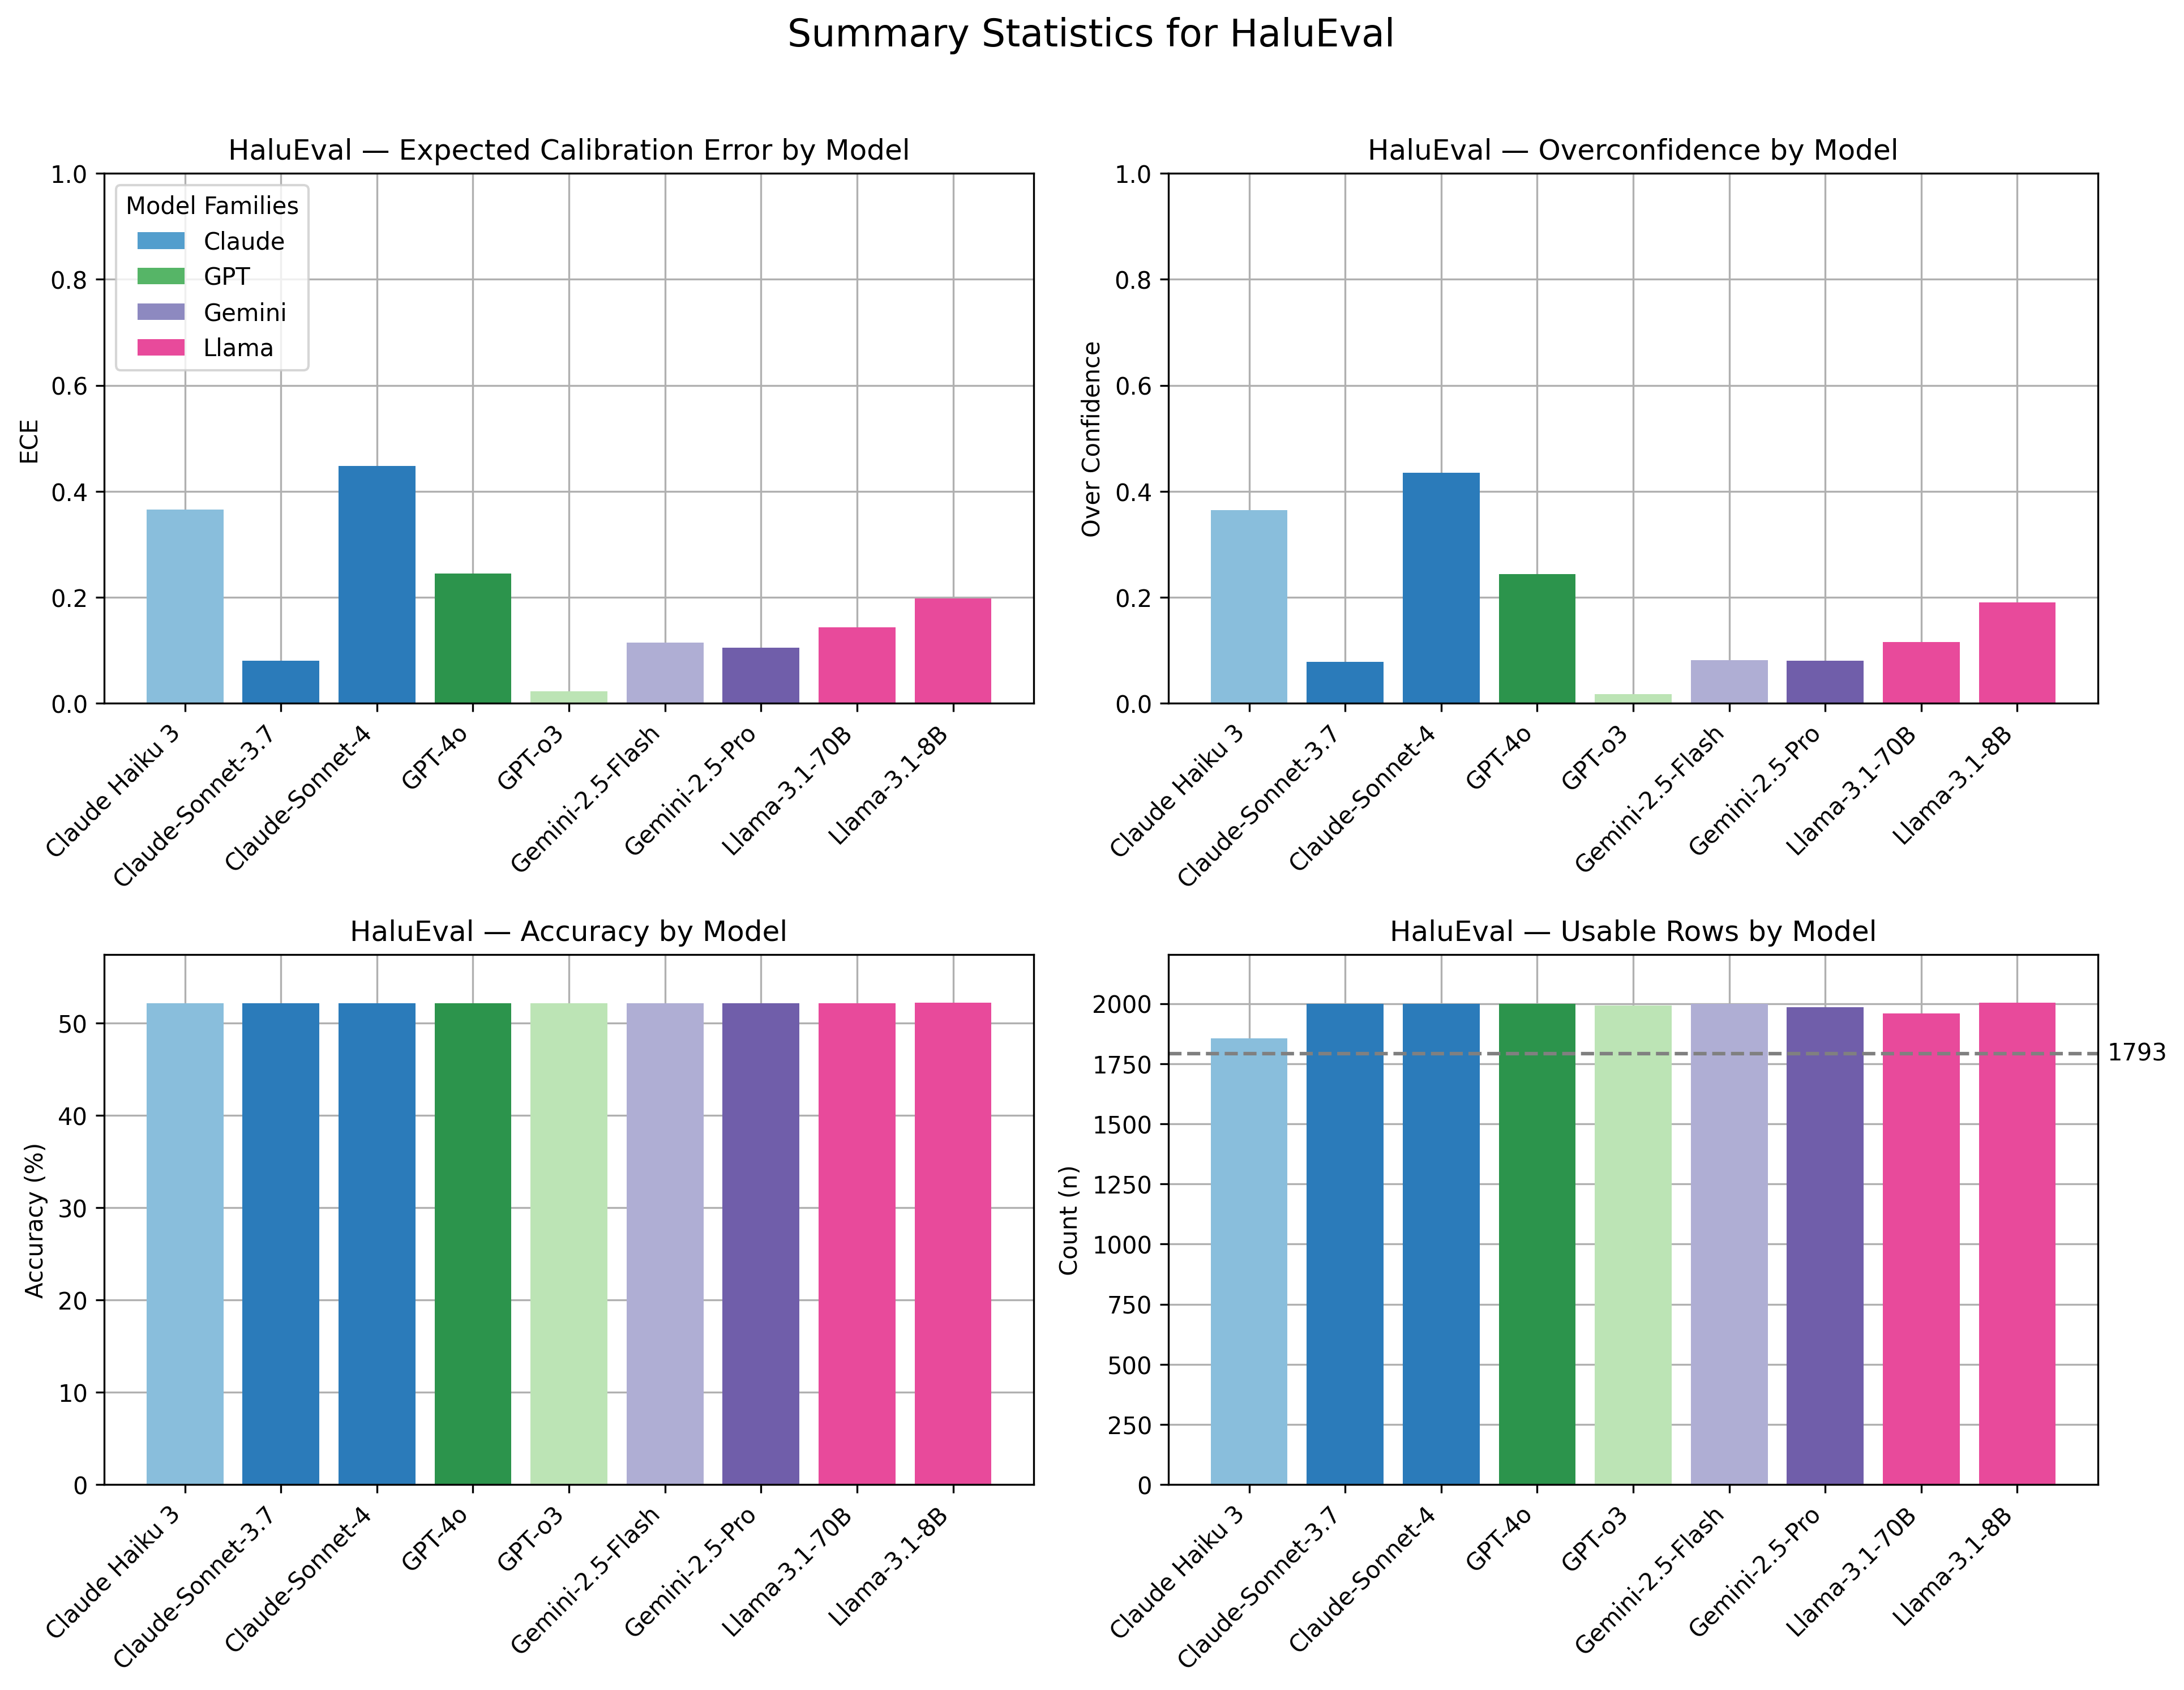 Summary Statistics for HaluEval
HaluEval — Expected Calibration Error by Model
1.0
0.8
0.6
0.4
0.2
0.0
ECE
Model Families
Claude
GPT
Gemini
Llama
Claude Haiku 3
Claude-Sonnet-3.7
Claude-Sonnet-4
GPT-4o
GPT-o3
Gemini-2.5-Flash
Gemini-2.5-Pro
Llama-3.1-70B
Llama-3.1-8B
HaluEval — Overconfidence by Model
1.0
0.8
0.6
0.4
0.2
0.0
Over Confidence
Claude Haiku 3
Claude-Sonnet-3.7
Claude-Sonnet-4
GPT-4o
GPT-o3
Gemini-2.5-Flash
Gemini-2.5-Pro
Llama-3.1-70B
Llama-3.1-8B
HaluEval — Accuracy by Model
50
40
30
20
10
0
Accuracy (%)
Claude Haiku 3
Claude-Sonnet-3.7
Claude-Sonnet-4
GPT-4o
GPT-o3
Gemini-2.5-Flash
Gemini-2.5-Pro
Llama-3.1-70B
Llama-3.1-8B
HaluEval — Usable Rows by Model
2000
1750
1500
1250
1000
750
500
250
0
Count (n)
1793
Claude Haiku 3
Claude-Sonnet-3.7
Claude-Sonnet-4
GPT-4o
GPT-o3
Gemini-2.5-Flash
Gemini-2.5-Pro
Llama-3.1-70B
Llama-3.1-8B